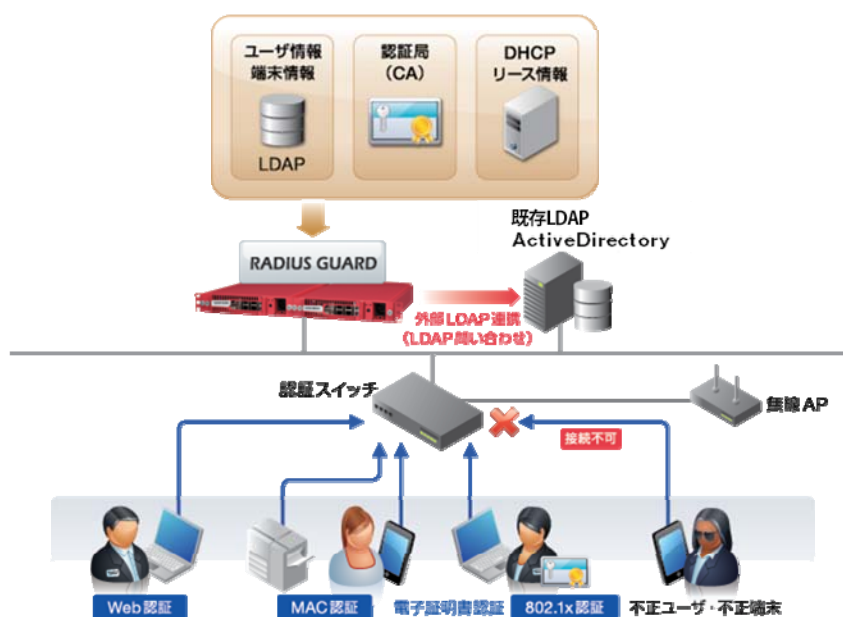 ユーザ情報
端末情報
LDAP
認証局
（CA）
DHCP
リース情報
既存LDAP
ActiveDirectory
RADIUS GUARD
外部LDAP連携
（LDAP問い合わせ）
認証スイッチ
無線AP
接続不可
Web認証
MAC認証
電子証明書認証
802.1x認証
不正ユーザ・不正端末